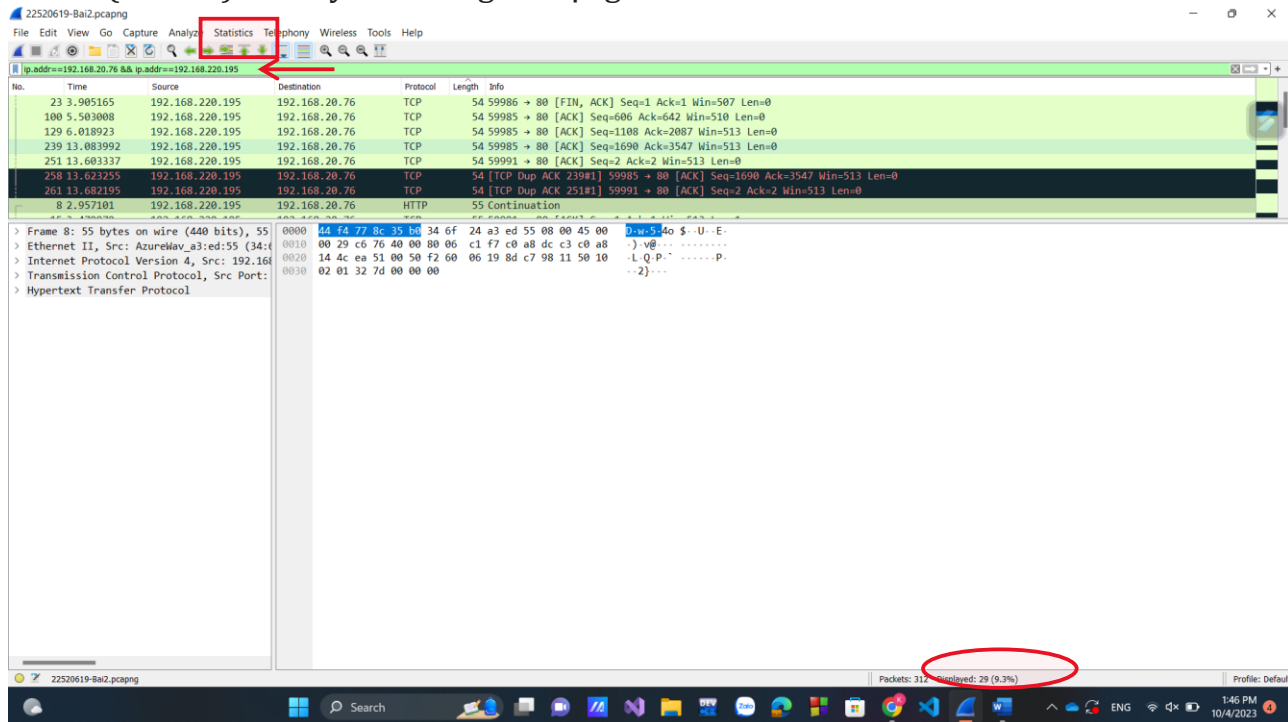 22520619-Bai2.pcapng
File Edit View Go Capture Analyze Statistics Telephony Wireless Tools Help
ip.addr==192.168.20.76 && ip.addr==192.168.220.195
No. Time Source Destination Protocol Length Info
23 3.905165 192.168.220.195 192.168.20.76 TCP 54 59986 → 80 [FIN, ACK] Seq=1 Ack=1 Win=507 Len=0
100 5.503008 192.168.220.195 192.168.20.76 TCP 54 59985 → 80 [ACK] Seq=606 Ack=642 Win=510 Len=0
129 6.018923 192.168.220.195 192.168.20.76 TCP 54 59985 → 80 [ACK] Seq=1108 Ack=2087 Win=513 Len=0
239 13.083992 192.168.220.195 192.168.20.76 TCP 54 59985 → 80 [ACK] Seq=1690 Ack=3547 Win=513 Len=0
251 13.603337 192.168.220.195 192.168.20.76 TCP 54 59991 → 80 [ACK] Seq=2 Ack=2 Win=513 Len=0
258 13.623255 192.168.220.195 192.168.20.76 TCP 54 [TCP Dup ACK 239#1] 59985 → 80 [ACK] Seq=1690 Ack=3547 Win=513 Len=0
261 13.682195 192.168.220.195 192.168.20.76 TCP 54 [TCP Dup ACK 251#1] 59991 → 80 [ACK] Seq=2 Ack=2 Win=513 Len=0
8 2.957101 192.168.220.195 192.168.20.76 HTTP 55 Continuation
> Frame 8: 55 bytes on wire (440 bits), 55
> Ethernet II, Src: AzureWav_a3:ed:55 (34:6
> Internet Protocol Version 4, Src: 192.168
> Transmission Control Protocol, Src Port:
> Hypertext Transfer Protocol
0000 44 f4 77 8c 35 b0 34 6f 24 a3 ed 55 08 00 45 00 D·w·5·4o $··U··E·
0010 00 29 c6 76 40 00 80 06 c1 f7 c0 a8 dc c3 c0 a8 ·)·v@··· ········
0020 14 4c ea 51 00 50 f2 60 06 19 8d c7 98 11 50 10 ·L·Q·P·` ······P·
0030 02 01 32 7d 00 00 00 ··2}···
22520619-Bai2.pcapng Packets: 312 Displayed: 29 (9.3%) Profile: Defaul
Search
Zalo
ENG
1:46 PM
10/4/2023
4